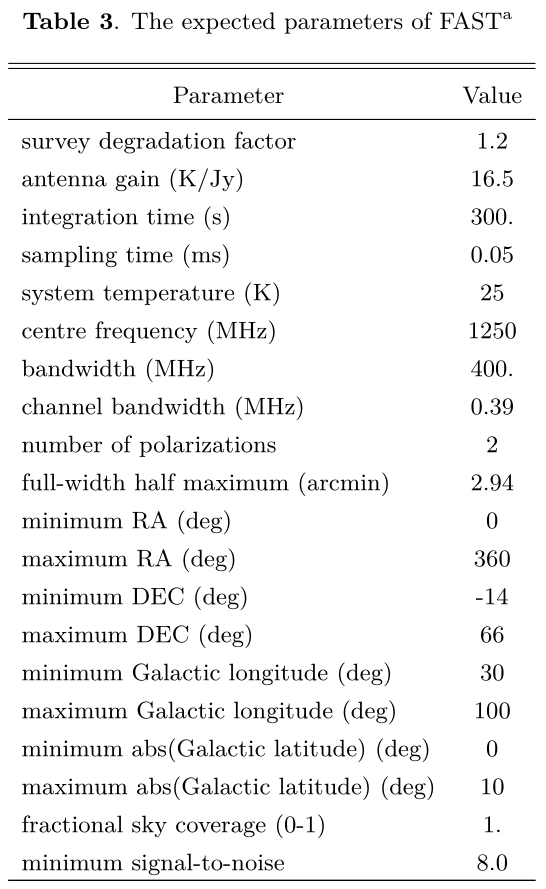 Table 3. The expected parameters of FASTᵃ
Parameter Value
survey degradation factor 1.2
antenna gain (K/Jy) 16.5
integration time (s) 300.
sampling time (ms) 0.05
system temperature (K) 25
centre frequency (MHz) 1250
bandwidth (MHz) 400.
channel bandwidth (MHz) 0.39
number of polarizations 2
full-width half maximum (arcmin) 2.94
minimum RA (deg) 0
maximum RA (deg) 360
minimum DEC (deg) -14
maximum DEC (deg) 66
minimum Galactic longitude (deg) 30
maximum Galactic longitude (deg) 100
minimum abs(Galactic latitude) (deg) 0
maximum abs(Galactic latitude) (deg) 10
fractional sky coverage (0-1) 1.
minimum signal-to-noise 8.0